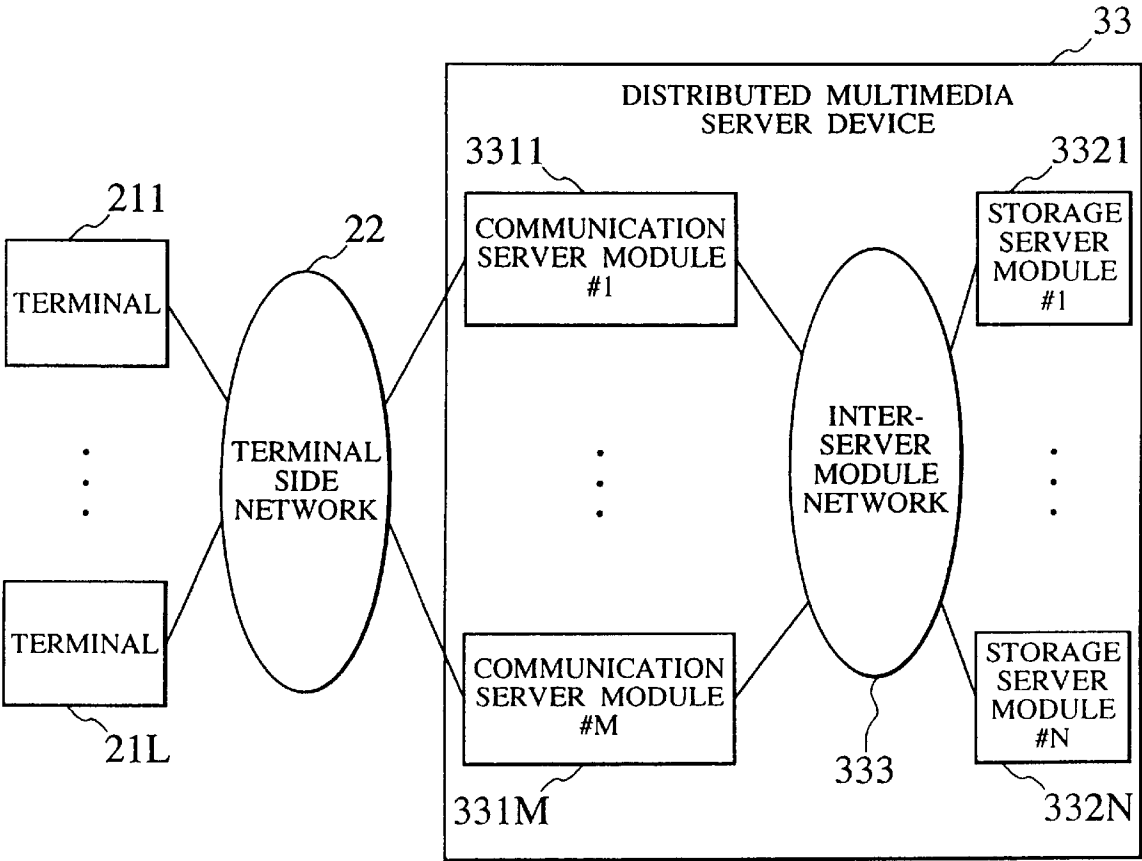 33
DISTRIBUTED MULTIMEDIA
SERVER DEVICE
3311
3321
211
22
COMMUNICATION
SERVER MODULE
#1
STORAGE
SERVER
MODULE
#1
TERMINAL
TERMINAL
SIDE
NETWORK
INTER-
SERVER
MODULE
NETWORK
TERMINAL
COMMUNICATION
SERVER MODULE
#M
STORAGE
SERVER
MODULE
#N
21L
331M
333
332N